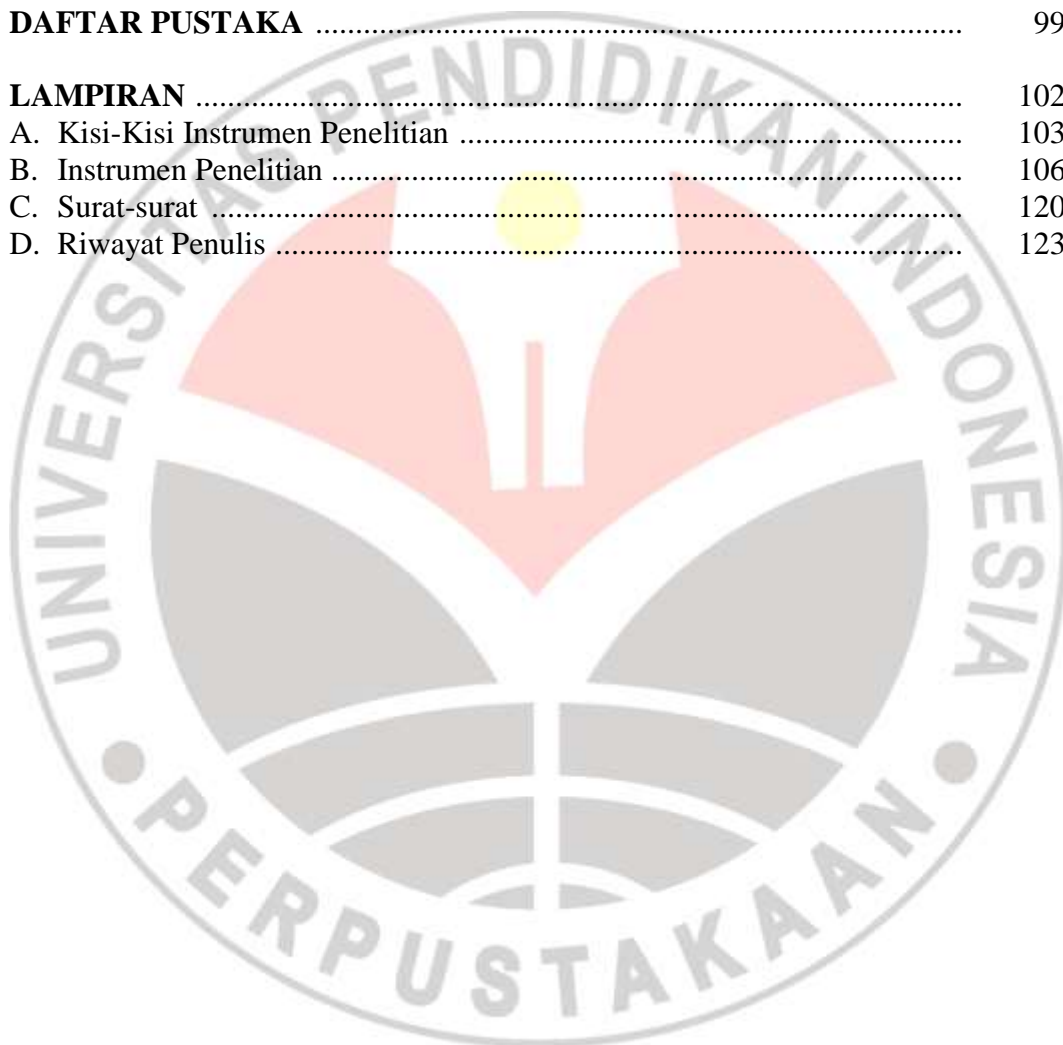 DAFTAR PUSTAKA ................................................................................. 99
LAMPIRAN ................................................................................................ 102
A. Kisi-Kisi Instrumen Penelitian ............................................................... 103
B. Instrumen Penelitian ............................................................................... 106
C. Surat-surat .............................................................................................. 120
D. Riwayat Penulis ...................................................................................... 123
UNIVERSITAS PENDIDIKAN INDONESIA
PERPUSTAKAAN